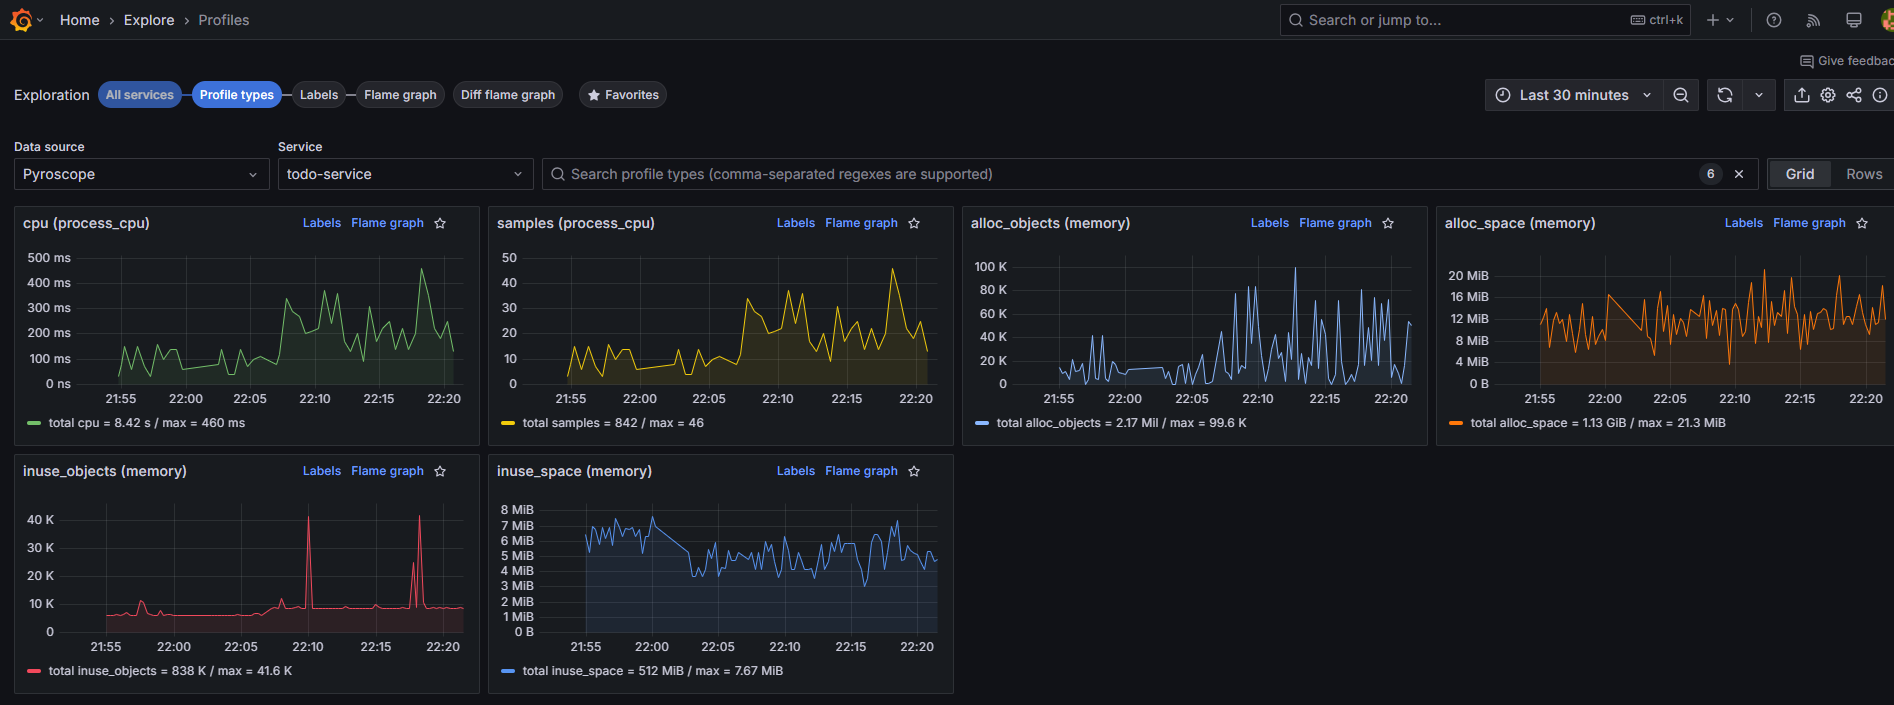 Home › Explore › Profiles
Search or jump to...
ctrl+k
Give feedbac
Exploration
All services
Profile types
Labels
Flame graph
Diff flame graph
Favorites
Last 30 minutes
Data source
Service
Pyroscope
todo-service
Search profile types (comma-separated regexes are supported)
6
Grid
Rows
cpu (process_cpu)
Labels
Flame graph
500 ms
400 ms
300 ms
200 ms
100 ms
0 ns
21:55 22:00 22:05 22:10 22:15 22:20
total cpu = 8.42 s / max = 460 ms
samples (process_cpu)
Labels
Flame graph
50
40
30
20
10
0
21:55 22:00 22:05 22:10 22:15 22:20
total samples = 842 / max = 46
alloc_objects (memory)
Labels
Flame graph
100 K
80 K
60 K
40 K
20 K
0
21:55 22:00 22:05 22:10 22:15 22:20
total alloc_objects = 2.17 Mil / max = 99.6 K
alloc_space (memory)
Labels
Flame graph
20 MiB
16 MiB
12 MiB
8 MiB
4 MiB
0 B
21:55 22:00 22:05 22:10 22:15 22:20
total alloc_space = 1.13 GiB / max = 21.3 MiB
inuse_objects (memory)
Labels
Flame graph
40 K
30 K
20 K
10 K
0
21:55 22:00 22:05 22:10 22:15 22:20
total inuse_objects = 838 K / max = 41.6 K
inuse_space (memory)
Labels
Flame graph
8 MiB
7 MiB
6 MiB
5 MiB
4 MiB
3 MiB
2 MiB
1 MiB
0 B
21:55 22:00 22:05 22:10 22:15 22:20
total inuse_space = 512 MiB / max = 7.67 MiB